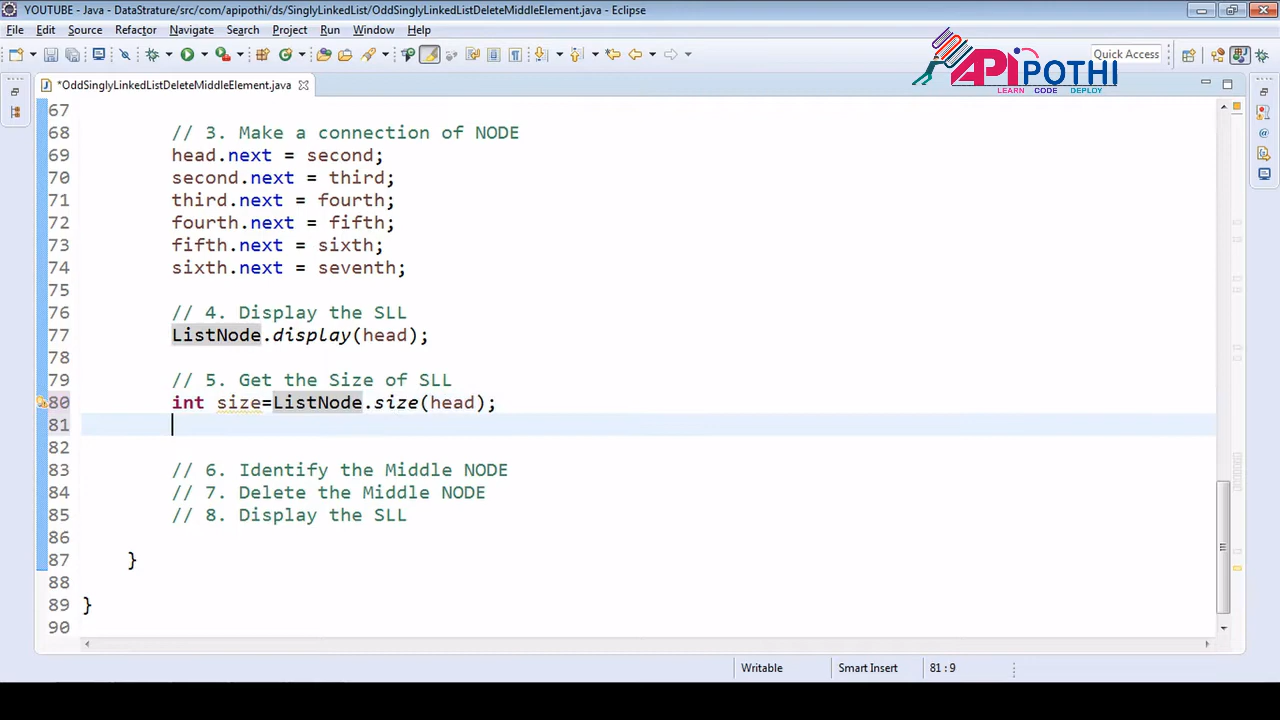 YOUTUBE - Java - DataStrature/src/com/apipothi/ds/SinglyLinkedList/OddSinglyLinkedListDeleteMiddleElement.java - Eclipse
File Edit Source Refactor Navigate Search Project Run Window Help
Quick Access
APIPOTHI
LEARN CODE DEPLOY
*OddSinglyLinkedListDeleteMiddleElement.java
67
68 // 3. Make a connection of NODE
69 head.next = second;
70 second.next = third;
71 third.next = fourth;
72 fourth.next = fifth;
73 fifth.next = sixth;
74 sixth.next = seventh;
75
76 // 4. Display the SLL
77 ListNode.display(head);
78
79 // 5. Get the Size of SLL
80 int size=ListNode.size(head);
81
82
83 // 6. Identify the Middle NODE
84 // 7. Delete the Middle NODE
85 // 8. Display the SLL
86
87 }
88
89 }
90
Writable Smart Insert 81 : 9